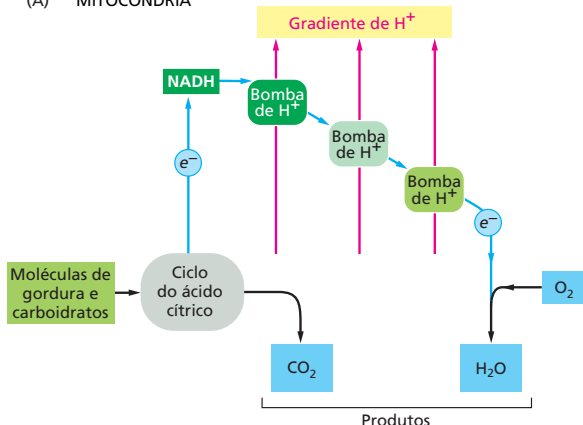 (A) MITOCÔNDRIA
Gradiente de H⁺
NADH
Bomba
de H⁺
Bomba
de H⁺
Bomba
de H⁺
e⁻
e⁻
Moléculas de
gordura e
carboidratos
Ciclo
do ácido
cítrico
O₂
CO₂
H₂O
Produtos